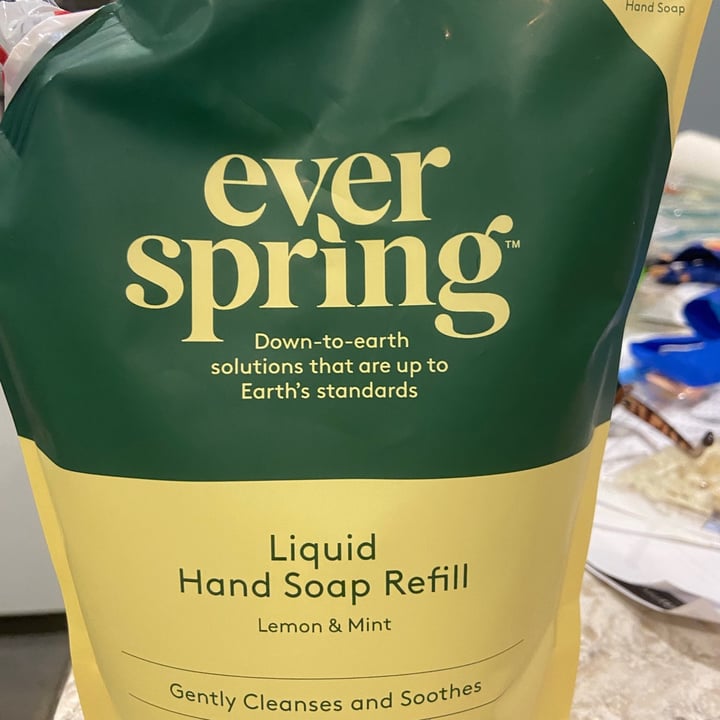 Hand Soap
ever
spring™
Down-to-earth
solutions that are up to
Earth's standards
Liquid
Hand Soap Refill
Lemon & Mint
Gently Cleanses and Soothes